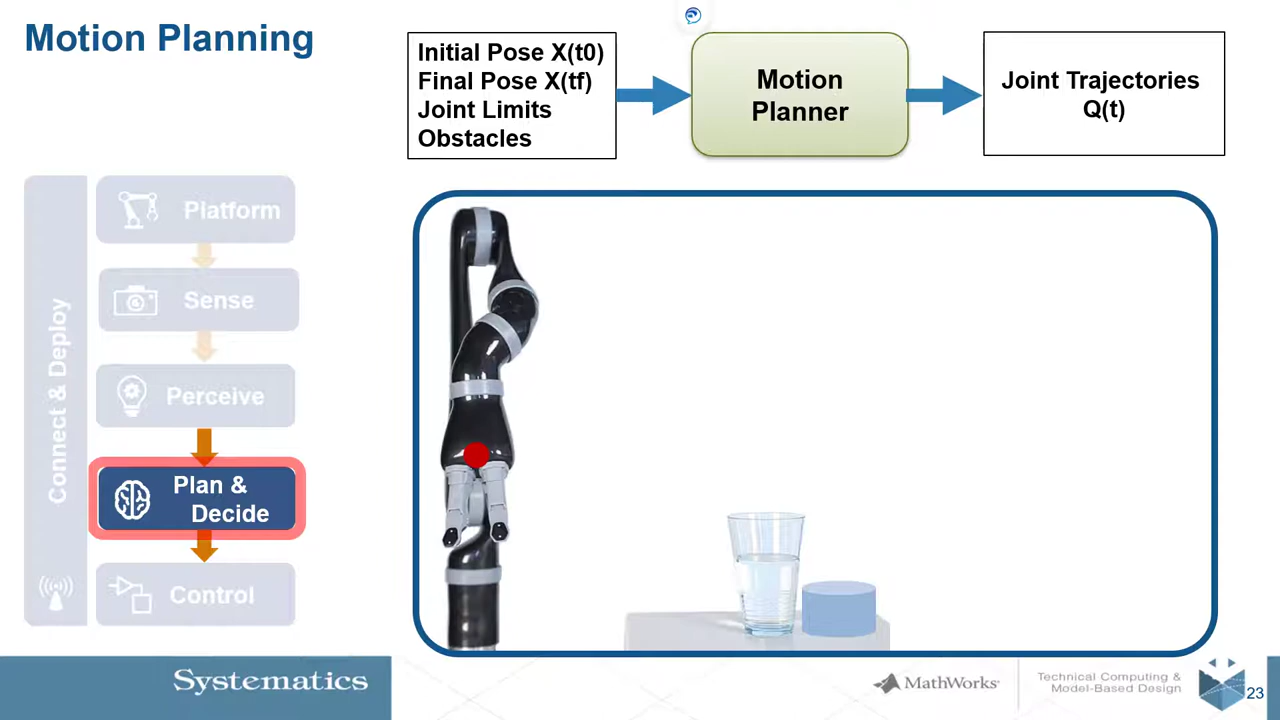 Motion Planning
Initial Pose X(t0)
Final Pose X(tf)
Joint Limits
Obstacles
Motion
Planner
Joint Trajectories
Q(t)
Connect & Deploy
Platform
Sense
Perceive
Plan &
Decide
Control
Systematics
MathWorks
Technical Computing &
Model-Based Design
23